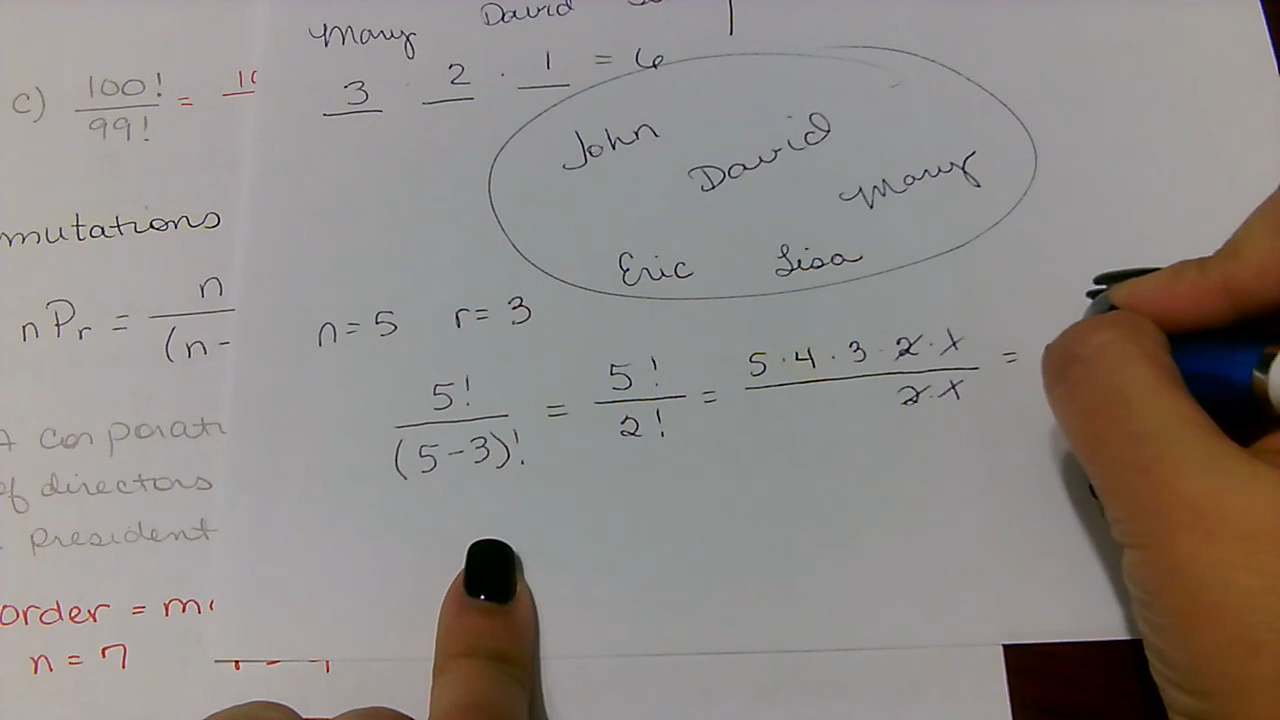 Mary David
3 · 2 · 1 = 6
John
David
Mary
Eric Lisa
n = 5 r = 3
5! / (5-3)! = 5! / 2! = 5 · 4 · 3 · 2 · 1 / 2 · 1 =
c) 100! / 99! =
mutations
nPr = n / (n-
of directors
president
order =
n = 7